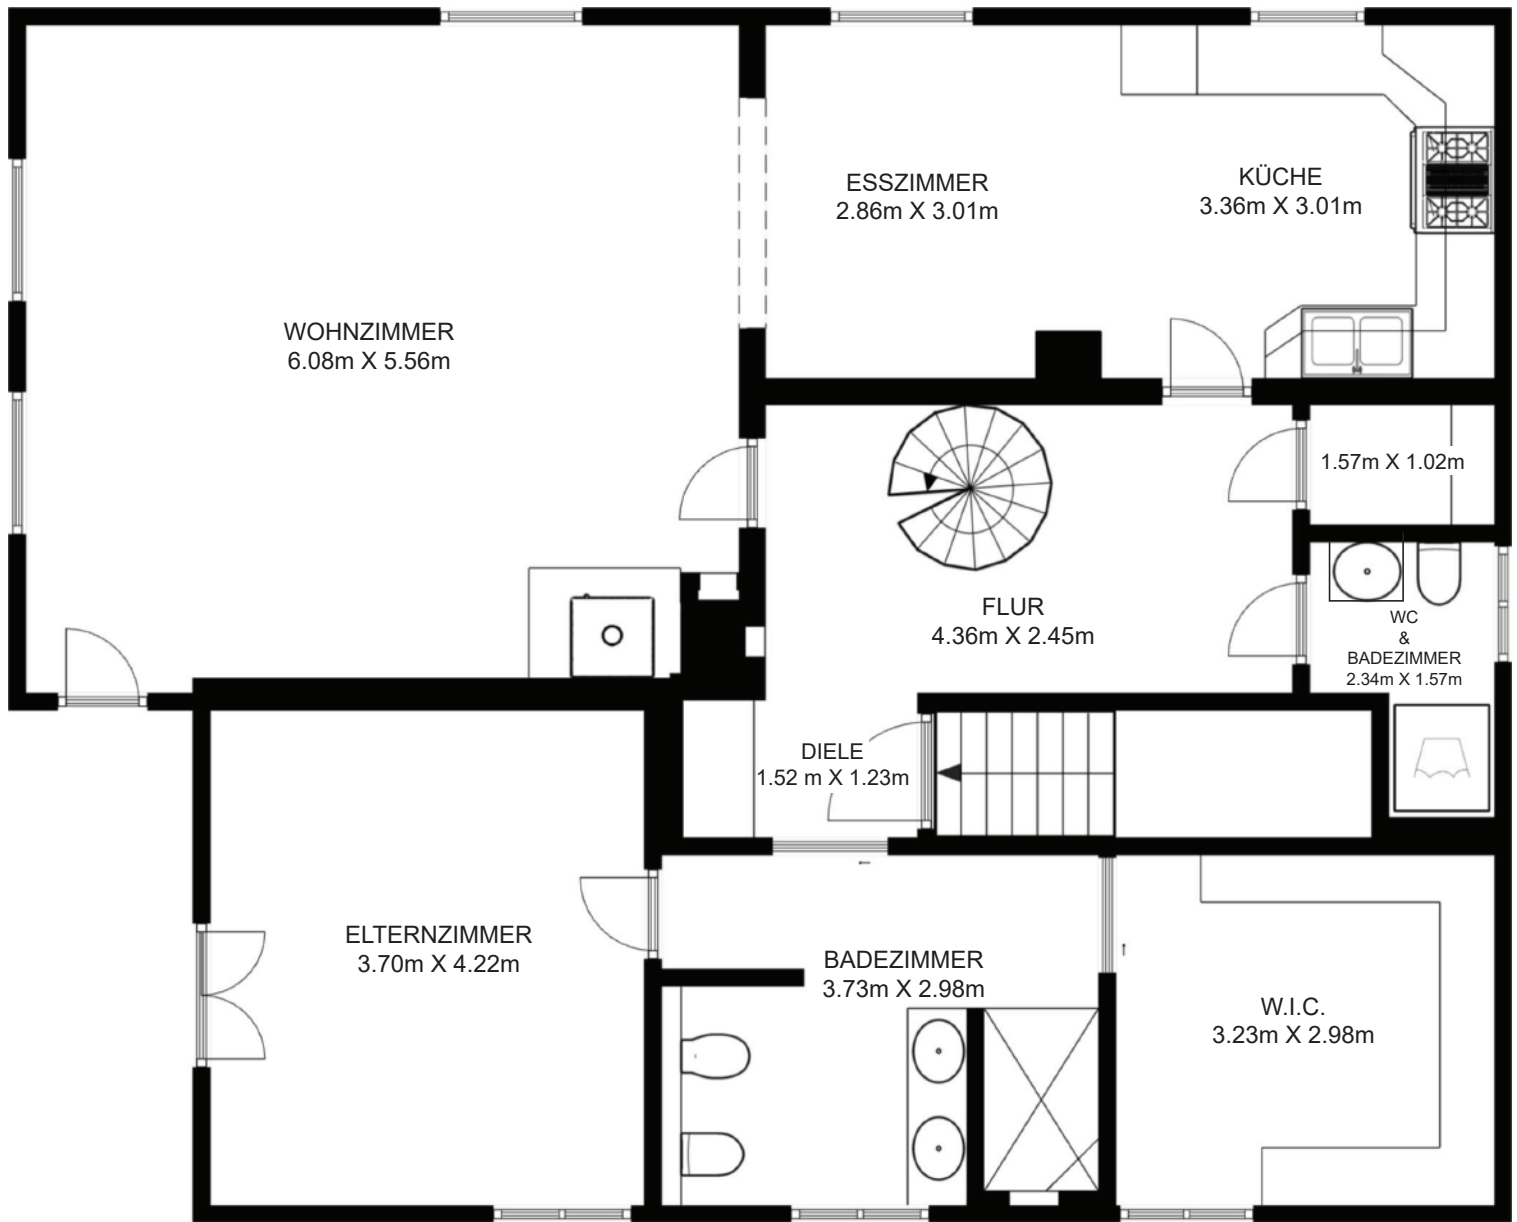 ESSZIMMER
2.86m X 3.01m
KÜCHE
3.36m X 3.01m
WOHNZIMMER
6.08m X 5.56m
1.57m X 1.02m
FLUR
4.36m X 2.45m
WC
&
BADEZIMMER
2.34m X 1.57m
DIELE
1.52 m X 1.23m
ELTERNZIMMER
3.70m X 4.22m
BADEZIMMER
3.73m X 2.98m
W.I.C.
3.23m X 2.98m